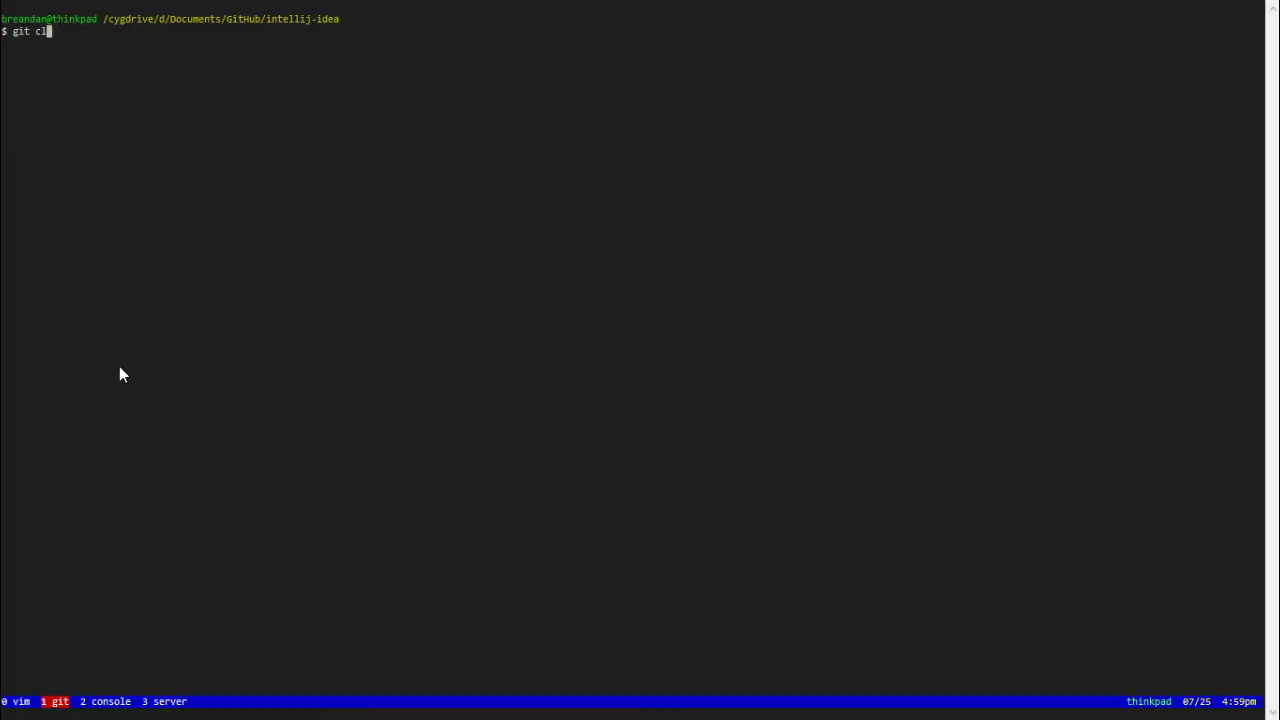 breandan@thinkpad /cygdrive/d/Documents/GitHub/intellij-idea
$ git cl
0 vim 1 git 2 console 3 server thinkpad 07/25 4:59pm